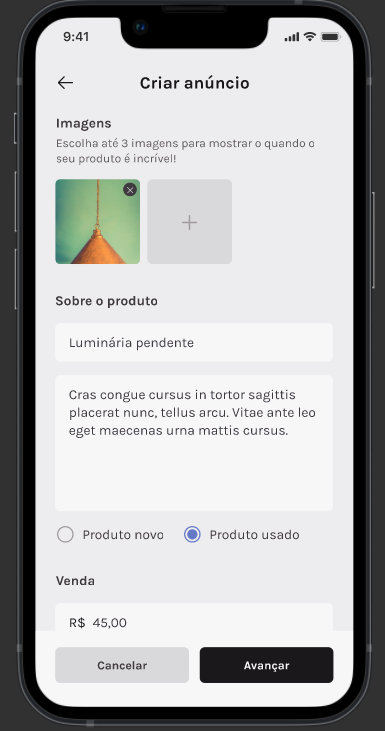 9:41
Criar anúncio
Imagens
Escolha até 3 imagens para mostrar o quando o
seu produto é incrível!
Sobre o produto
Luminária pendente
Cras congue cursus in tortor sagittis
placerat nunc, tellus arcu. Vitae ante leo
eget maecenas urna mattis cursus.
Produto novo Produto usado
Venda
R$ 45,00
Cancelar Avançar